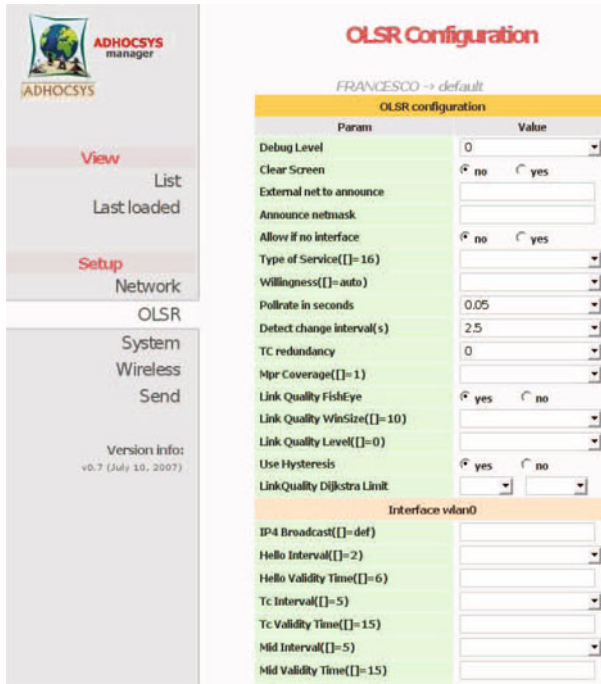 ADHOCSYS
manager
ADHOCSYS
View
List
Last loaded
Setup
Network
OLSR
System
Wireless
Send
Version info:
v0.7 (July 10, 2007)
OLSR Configuration
FRANCESCO -> default
OLSR configuration
Param Value
Debug Level 0
Clear Screen no yes
External net to announce
Announce netmask
Allow if no interface no yes
Type of Service([]=16)
Willingness([]=auto)
Pollrate in seconds 0.05
Detect change interval(s) 2.5
TC redundancy 0
Mpr Coverage([]=1)
Link Quality FishEye yes no
Link Quality WinSize([]=10)
Link Quality Level([]=0)
Use Hysteresis yes no
LinkQuality Dijkstra Limit
Interface wlan0
IP4 Broadcast([]=def)
Hello Interval([]=2)
Hello Validity Time([]=6)
Tc Interval([]=5)
Tc Validity Time([]=15)
Mid Interval([]=5)
Mid Validity Time([]=15)